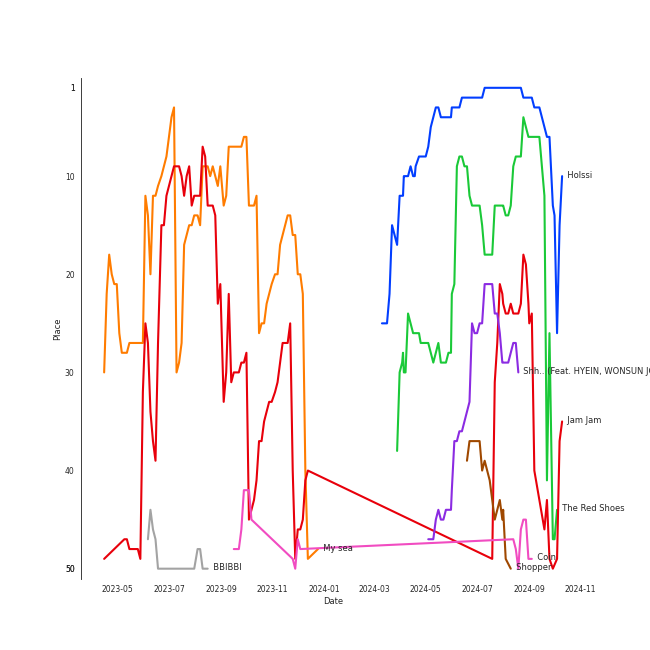 1
10
Holssi
20
30
Shh.. (Feat. HYEIN, WONSUN
Jam Jam
40
The Red Shoes
My sea
Coin
50
BBIBBI
Shopper
Place
2023-05
2023-07
2023-09
2023-11
2024-01
2024-03
2024-05
2024-07
2024-09
2024-11
Date